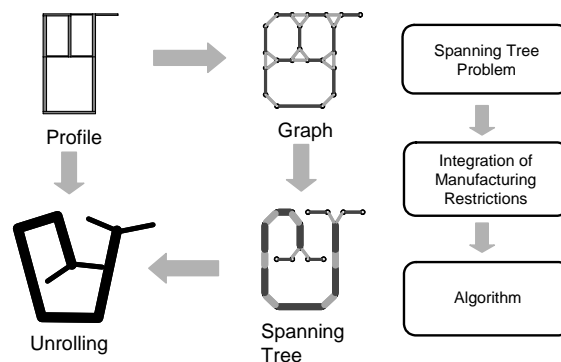 Profile
Graph
Unrolling
Spanning
Tree
Spanning Tree
Problem
Integration of
Manufacturing
Restrictions
Algorithm